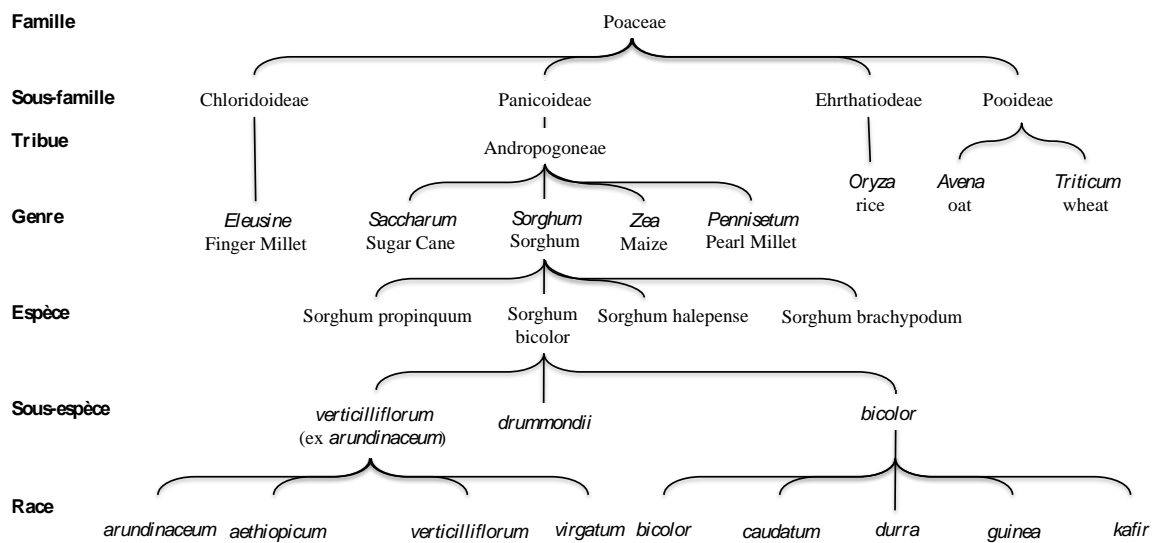 Famille
Poaceae
Sous-famille
Chloridoideae
Panicoideae
Ehrthatiodeae
Pooideae
Tribue
Andropogoneae
Genre
Eleusine
Finger Millet
Saccharum
Sugar Cane
Sorghum
Sorghum
Zea
Maize
Pennisetum
Pearl Millet
Oryza
rice
Avena
oat
Triticum
wheat
Espèce
Sorghum propinquum
Sorghum
bicolor
Sorghum halepense
Sorghum brachypodum
Sous-espèce
verticilliflorum
(ex arundinaceum)
drummondii
bicolor
Race
arundinaceum
aethiopicum
verticilliflorum
virgatum
bicolor
caudatum
durra
guinea
kafir